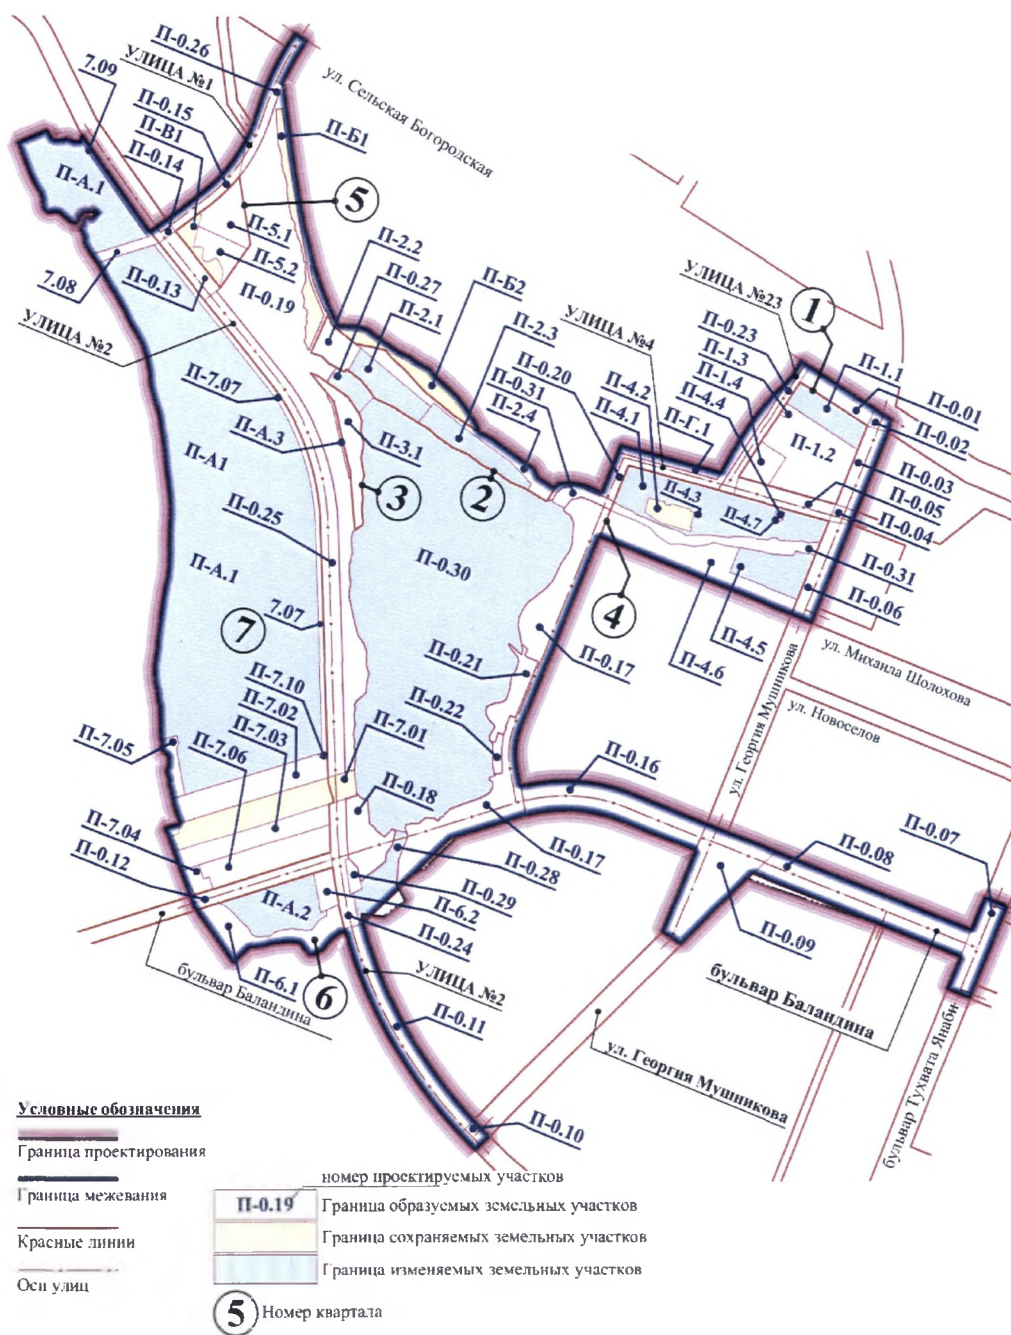 П-0.26
УЛИЦА №1
7.09
П-0.15
П-В1
П-0.14
ул. Сельская Богородская
П-Б1
П-А.1
5
П-5.1
П-5.2
П-2.2
П-0.27
П-2.1
П-Б2
П-2.3
П-0.31
П-2.4
7.08
П-0.13
П-0.19
УЛИЦА №2
УЛИЦА №23
1
УЛИЦА №4
П-0.20
П-4.2
П-4.1
П-Г.1
П-0.23
П-1.3
П-1.4
П-4.4
П-1.1
П-0.01
П-0.02
П-1.2
П-0.03
П-0.05
П-0.04
П-7.07
П-А.3
П-3.1
П-А1
3
2
П-4.3
П-4.7
П-0.25
П-0.30
П-0.31
П-0.06
П-А.1
4
7
7.07
П-4.5
П-4.6
П-0.17
П-0.21
П-0.22
ул. Михаила Шолохова
ул. Новоселов
ул. Георгия Мушникова
П-7.10
П-7.02
П-7.03
П-7.06
П-7.05
П-7.01
П-0.18
П-0.16
П-7.04
П-0.12
П-0.17
П-0.28
П-0.29
П-6.2
П-0.24
П-0.08
П-0.07
П-А.2
П-0.09
П-6.1
6
УЛИЦА №2
бульвар Баландина
бульвар Баландина
П-0.11
ул. Георгия Мушникова
бульвар Тухвата Янаби
П-0.10
Условные обозначения
Граница проектирования
Граница межевания
Красные линии
Оси улиц
номер проектируемых участков
П-0.19 Граница образуемых земельных участков
Граница сохраняемых земельных участков
Граница изменяемых земельных участков
5 Номер квартала